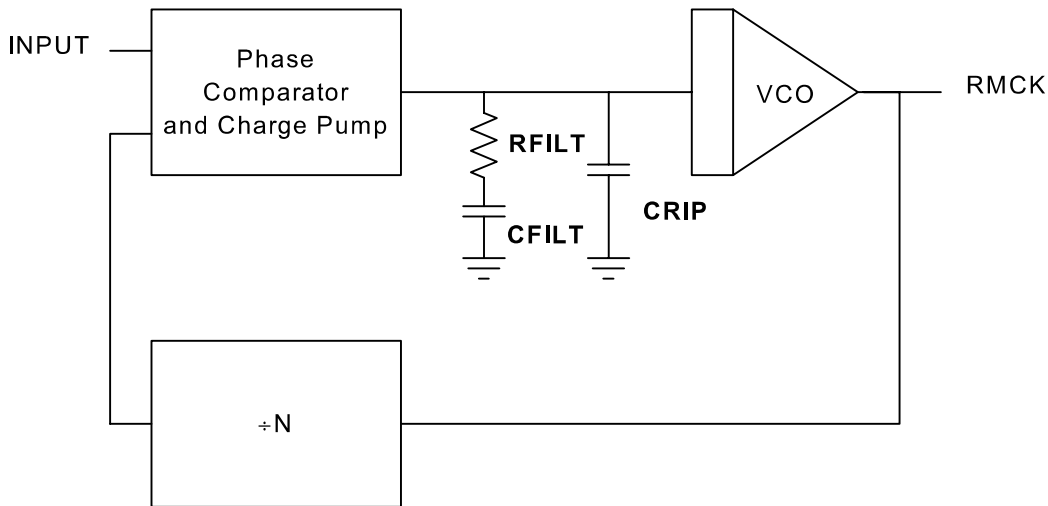 INPUT
Phase
Comparator
and Charge Pump
VCO
RMCK
RFILT
CRIP
CFILT
÷N